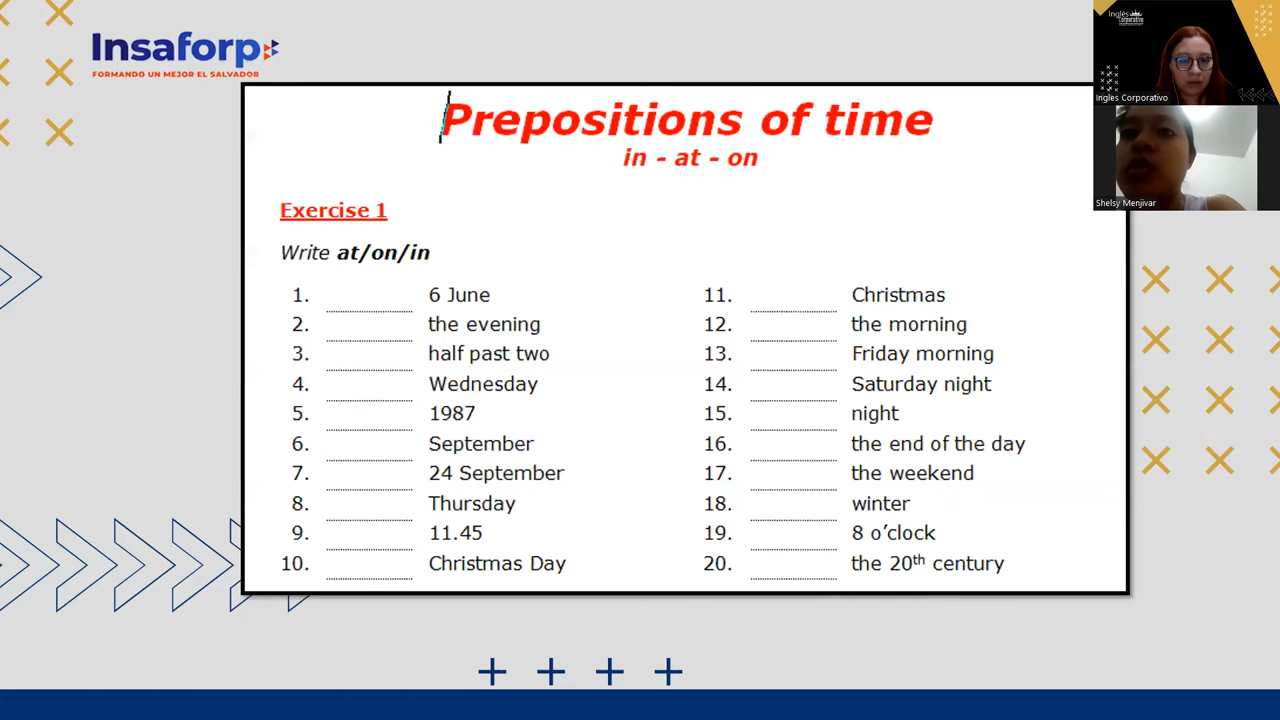 Insaforp
FORMANDO UN MEJOR EL SALVADOR
Prepositions of time
in - at - on
Exercise 1
Write at/on/in
1. 6 June
2. the evening
3. half past two
4. Wednesday
5. 1987
6. September
7. 24 September
8. Thursday
9. 11.45
10. Christmas Day
11. Christmas
12. the morning
13. Friday morning
14. Saturday night
15. night
16. the end of the day
17. the weekend
18. winter
19. 8 o’clock
20. the 20th century
Inglés
Corporativo
Ingles Corporativo
Shelsy Menjivar